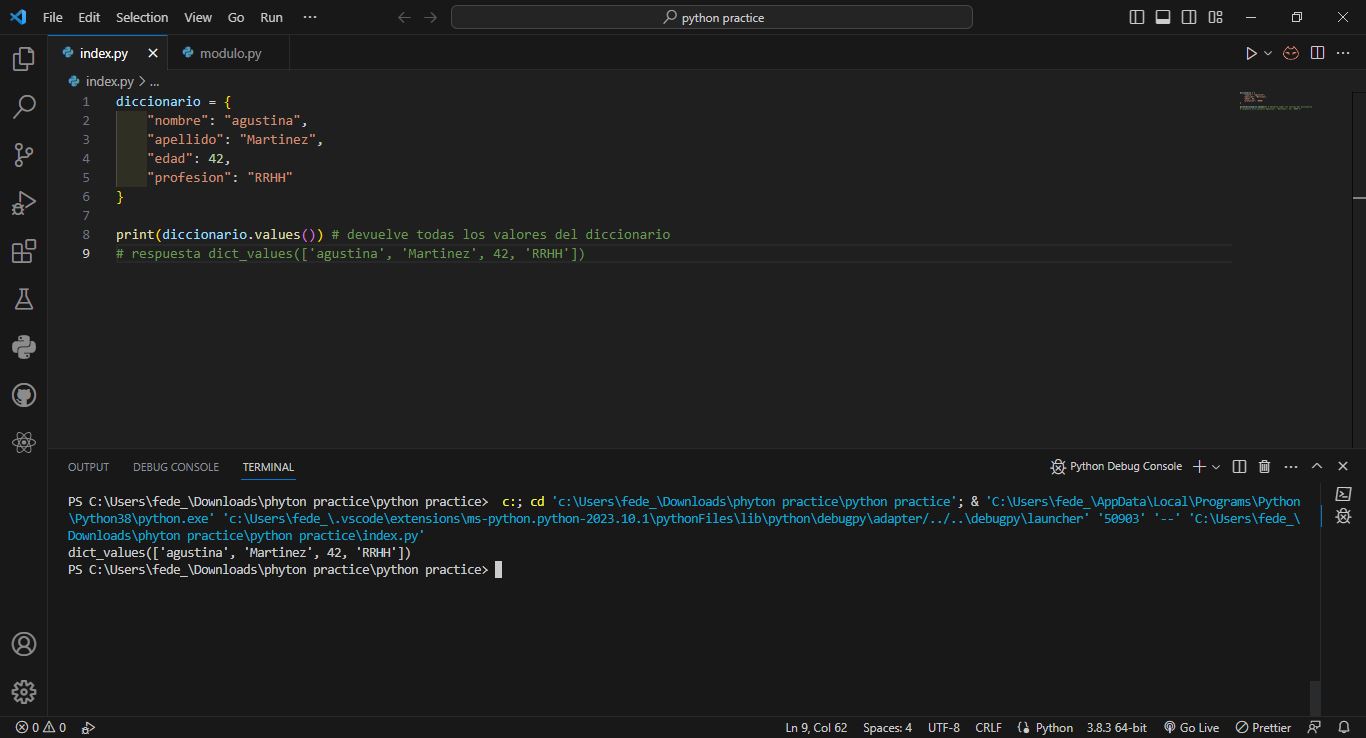 File Edit Selection View Go Run ··· python practice
index.py modulo.py
index.py > ...
1 diccionario = {
2 "nombre": "agustina",
3 "apellido": "Martinez",
4 "edad": 42,
5 "profesion": "RRHH"
6 }
7
8 print(diccionario.values()) # devuelve todas los valores del diccionario
9 # respuesta dict_values(['agustina', 'Martinez', 42, 'RRHH'])
OUTPUT DEBUG CONSOLE TERMINAL Python Debug Console
PS C:\Users\fede_\Downloads\phyton practice\python practice> c:; cd 'c:\Users\fede_\Downloads\phyton practice\python practice'; & 'C:\Users\fede_\AppData\Local\Programs\Python
\Python38\python.exe' 'c:\Users\fede_\.vscode\extensions\ms-python.python-2023.10.1\pythonFiles\lib\python\debugpy\adapter/../..\debugpy\launcher' '50903' '--' 'C:\Users\fede_\
Downloads\phyton practice\python practice\index.py'
dict_values(['agustina', 'Martinez', 42, 'RRHH'])
PS C:\Users\fede_\Downloads\phyton practice\python practice>
0 0 Ln 9, Col 62 Spaces: 4 UTF-8 CRLF Python 3.8.3 64-bit Go Live Prettier